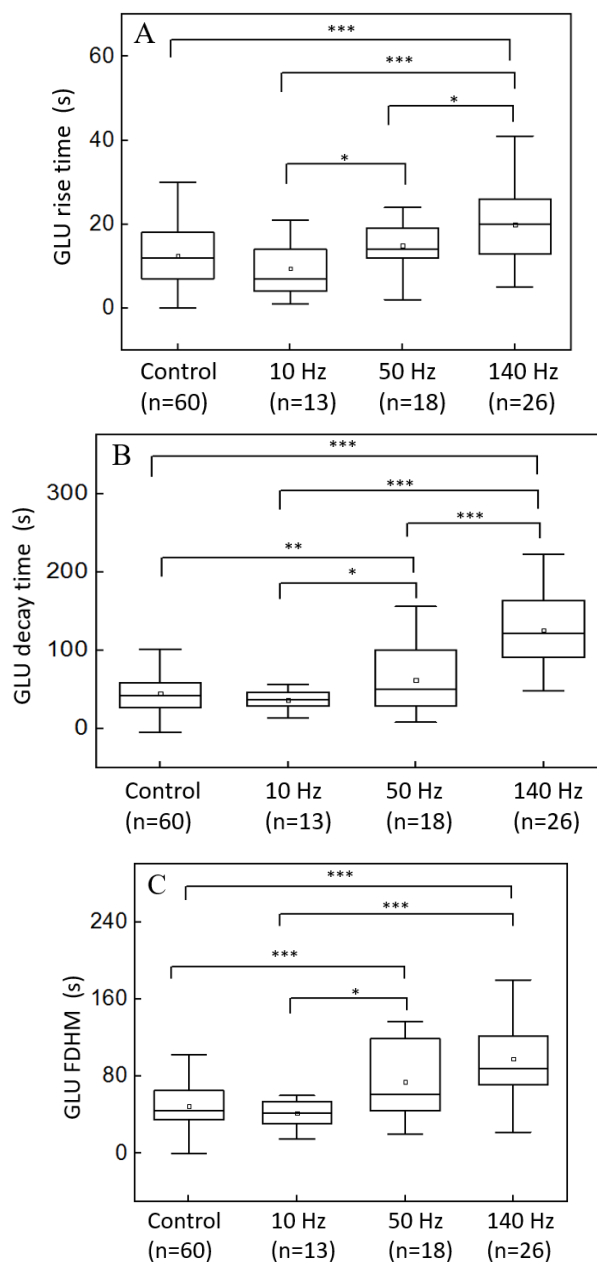 A
GLU rise time (s)
60
40
20
0
***
***
*
*
Control 10 Hz 50 Hz 140 Hz
(n=60) (n=13) (n=18) (n=26)
B
GLU decay time (s)
300
200
100
0
***
***
***
**
*
Control 10 Hz 50 Hz 140 Hz
(n=60) (n=13) (n=18) (n=26)
C
GLU FDHM (s)
240
160
80
0
***
***
***
*
Control 10 Hz 50 Hz 140 Hz
(n=60) (n=13) (n=18) (n=26)